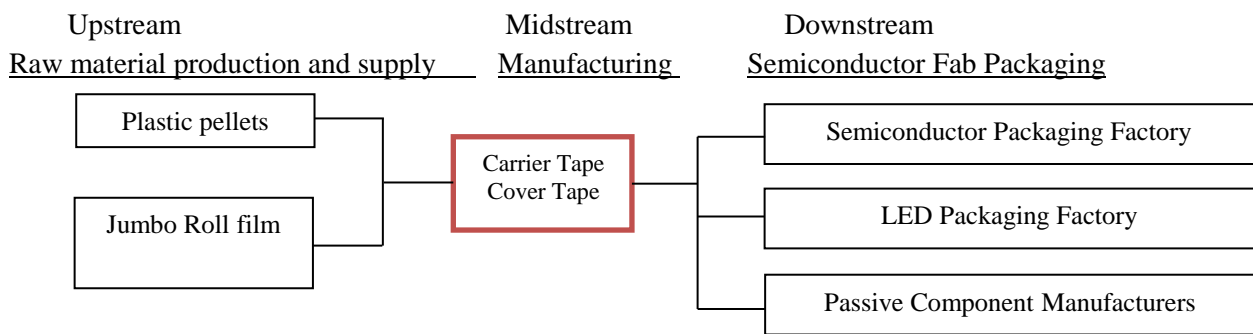 Upstream Midstream Downstream
Raw material production and supply Manufacturing Semiconductor Fab Packaging
Plastic pellets
Jumbo Roll film
Carrier Tape
Cover Tape
Semiconductor Packaging Factory
LED Packaging Factory
Passive Component Manufacturers